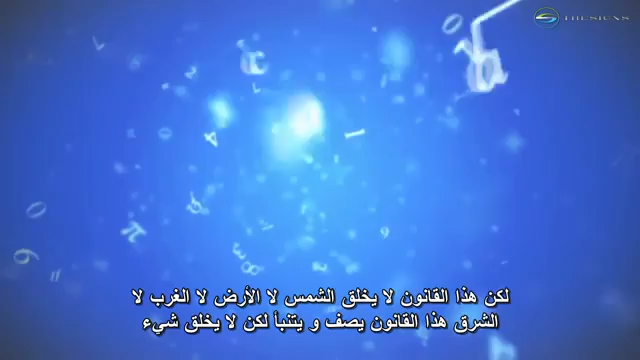 THESIGNS
لكن هذا القانون لا يخلق الشمس لا الأرض لا الغرب لا
الشرق هذا القانون يصف و يتنبأ لكن لا يخلق شيء